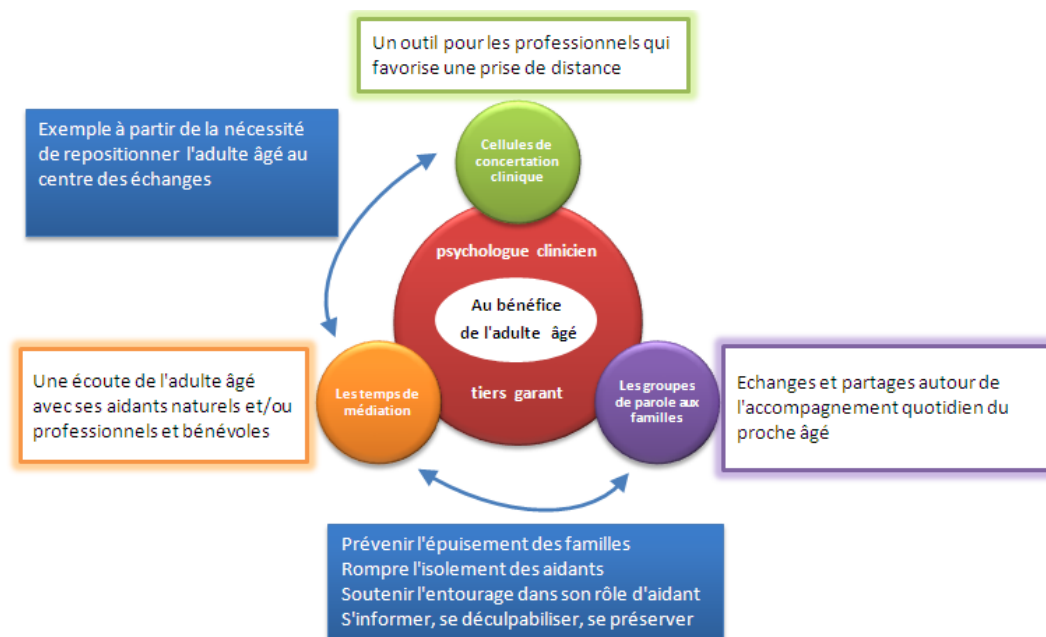 Un outil pour les professionnels qui
favorise une prise de distance
Exemple à partir de la nécessité
de repositionner l'adulte âgé au
centre des échanges
Cellules de
concertation
clinique
psychologue clinicien
Au bénéfice
de l'adulte âgé
tiers garant
Une écoute de l'adulte âgé
avec ses aidants naturels et/ou
professionnels et bénévoles
Les temps de
médiation
Les groupes
de parole aux
familles
Echanges et partages autour de
l'accompagnement quotidien du
proche âgé
Prévenir l'épuisement des familles
Rompre l'isolement des aidants
Soutenir l'entourage dans son rôle d'aidant
S'informer, se déculpabiliser, se préserver